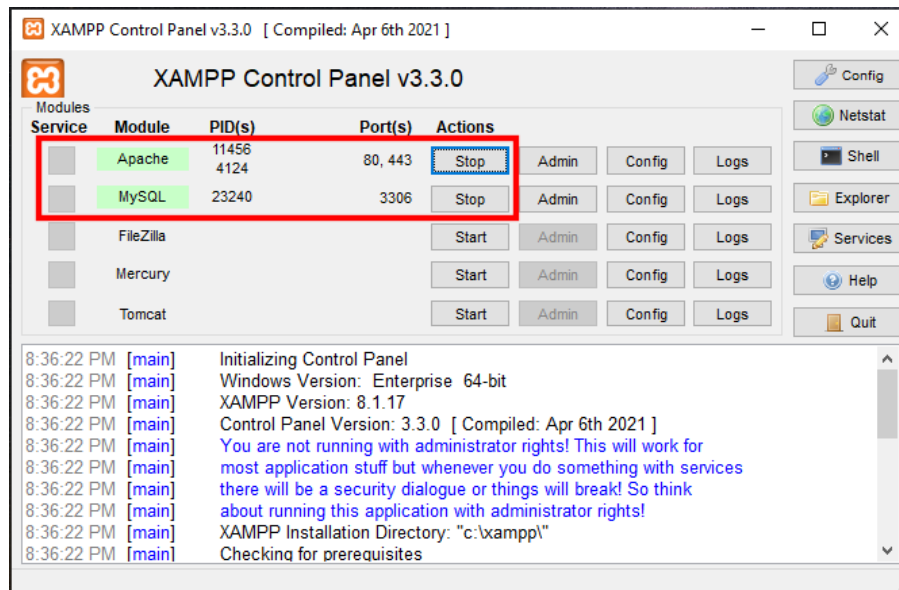 XAMPP Control Panel v3.3.0 [ Compiled: Apr 6th 2021 ]
XAMPP Control Panel v3.3.0
Config
Modules
Service Module PID(s) Port(s) Actions
Netstat
Apache 11456 4124 80, 443 Stop Admin Config Logs
Shell
MySQL 23240 3306 Stop Admin Config Logs
Explorer
FileZilla Start Admin Config Logs
Services
Mercury Start Admin Config Logs
Help
Tomcat Start Admin Config Logs
Quit
8:36:22 PM [main] Initializing Control Panel
8:36:22 PM [main] Windows Version: Enterprise 64-bit
8:36:22 PM [main] XAMPP Version: 8.1.17
8:36:22 PM [main] Control Panel Version: 3.3.0 [ Compiled: Apr 6th 2021 ]
8:36:22 PM [main] You are not running with administrator rights! This will work for
8:36:22 PM [main] most application stuff but whenever you do something with services
8:36:22 PM [main] there will be a security dialogue or things will break! So think
8:36:22 PM [main] about running this application with administrator rights!
8:36:22 PM [main] XAMPP Installation Directory: "c:\xampp\"
8:36:22 PM [main] Checking for prerequisites